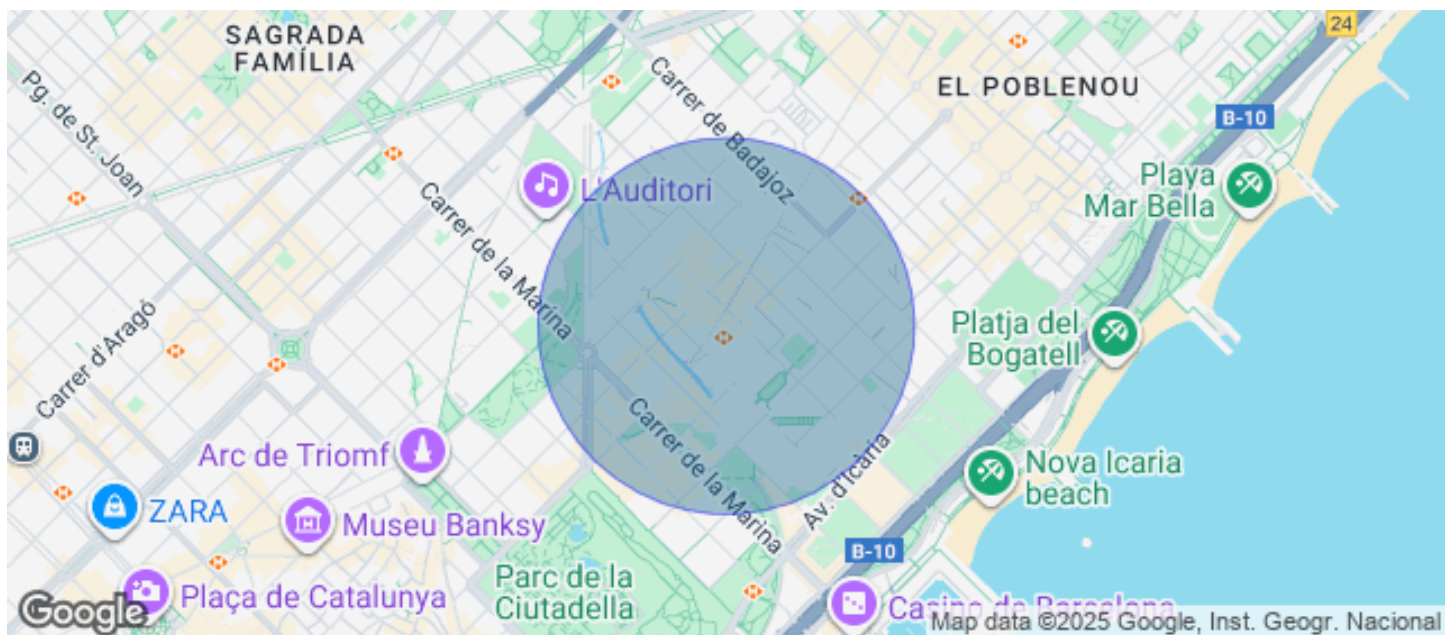 SAGRADA
FAMÍLIA
24
Carrer de Badajoz
EL POBLENOU
Pg. de St. Joan
B-10
L'Auditori
Playa
Mar Bella
Carrer de la Marina
Carrer d'Aragó
Platja del
Bogatell
Carrer de la Marina
Arc de Triomf
Av. d'Icària
Nova Icaria
beach
ZARA
Museu Banksy
B-10
Parc de la
Ciutadella
Plaça de Catalunya
Casino de Barcelona
Google
Map data ©2025 Google, Inst. Geogr. Nacional